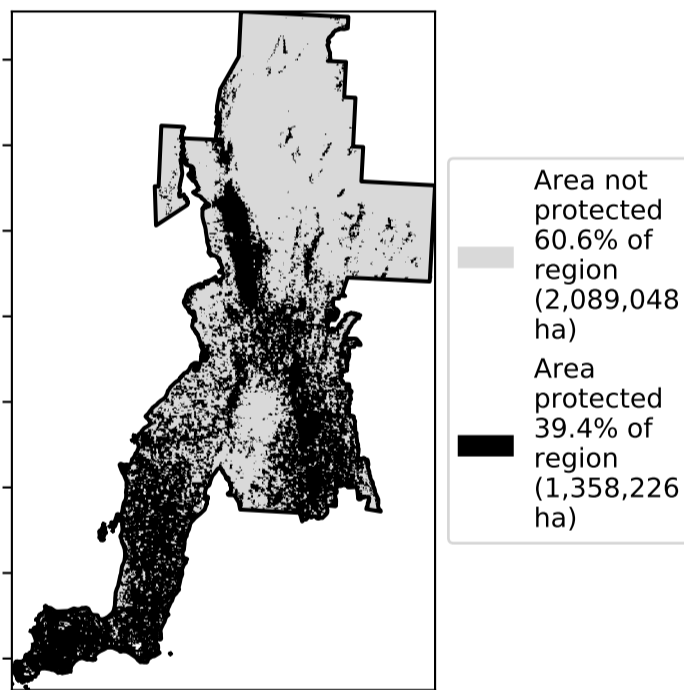 Area not
protected
60.6% of
region
(2,089,048
ha)
Area
protected
39.4% of
region
(1,358,226
ha)